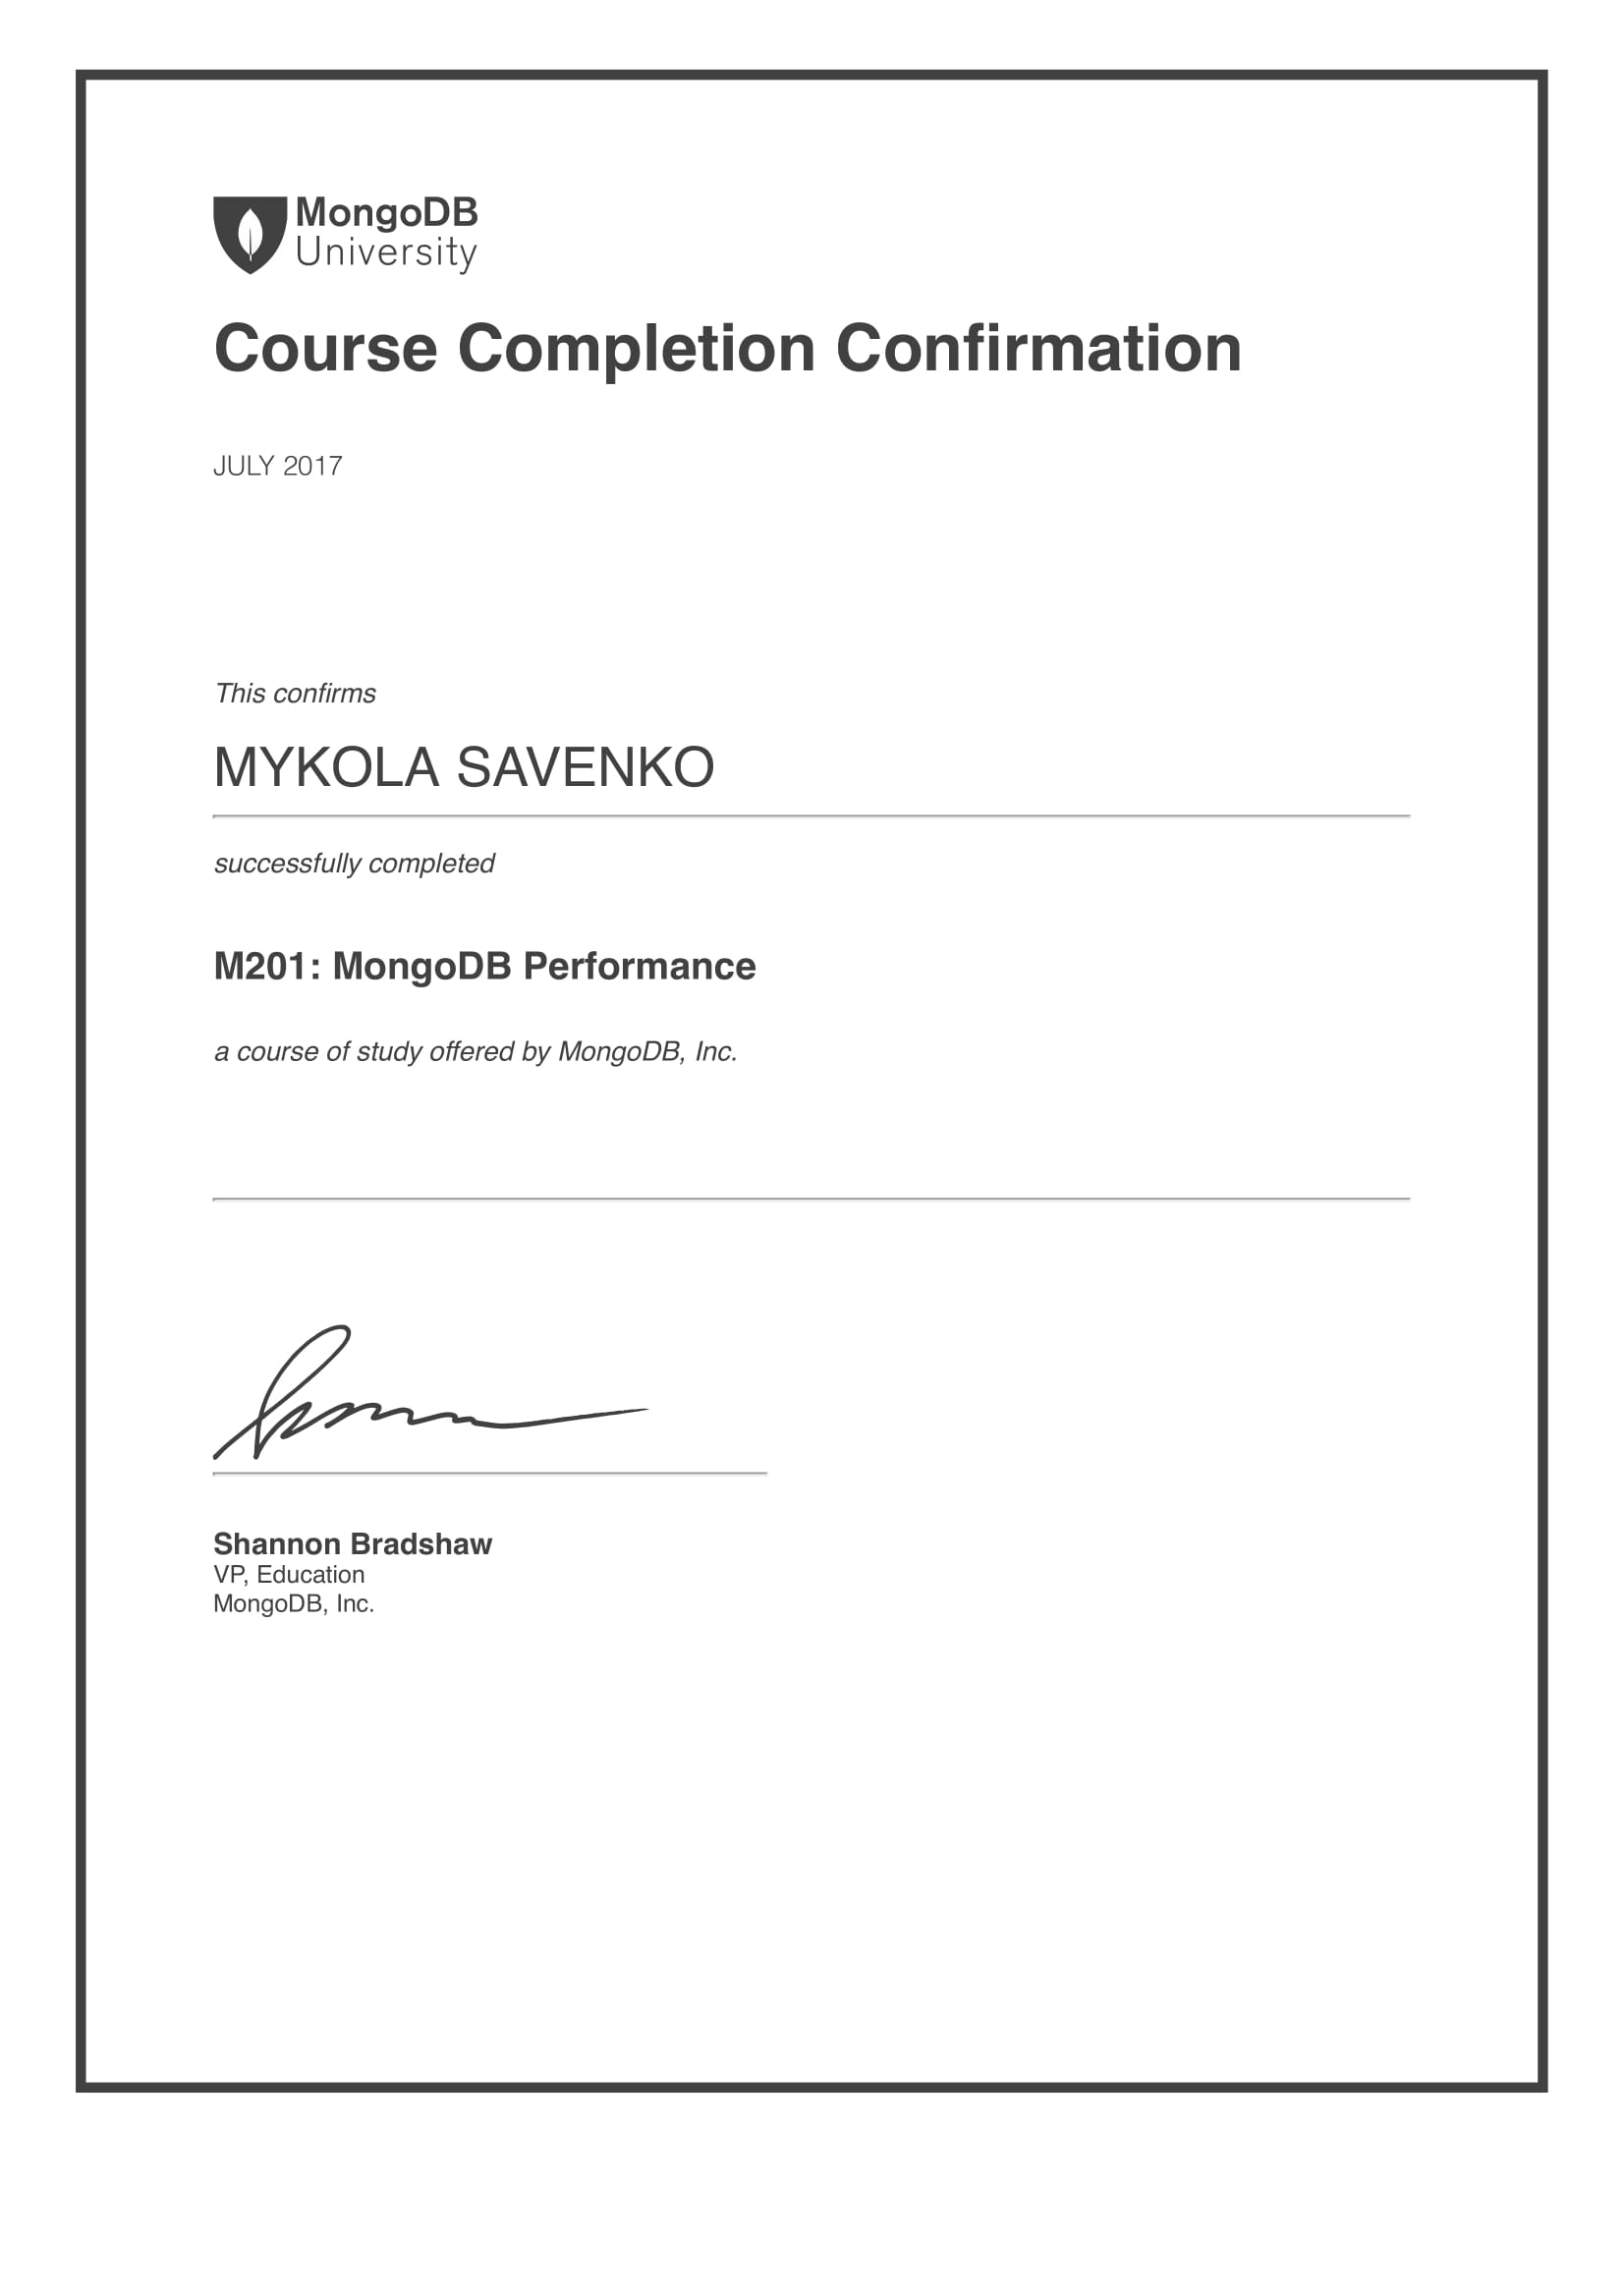 MongoDB
University
Course Completion Confirmation
JULY 2017
This confirms
MYKOLA SAVENKO
successfully completed
M201: MongoDB Performance
a course of study offered by MongoDB, Inc.
Shannon Bradshaw
VP, Education
MongoDB, Inc.